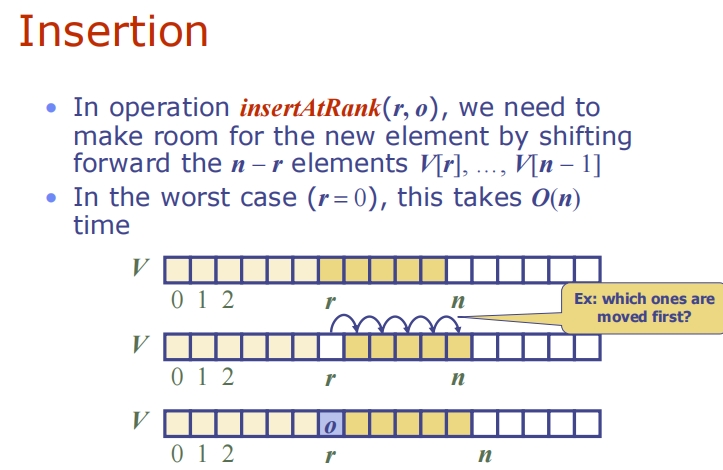 Insertion
• In operation insertAtRank(r, o), we need to
make room for the new element by shifting
forward the n – r elements V[r], …, V[n – 1]
• In the worst case (r = 0), this takes O(n)
time
V
0 1 2 r n
Ex: which ones are
moved first?
V
0 1 2 r n
V
o
0 1 2 r n